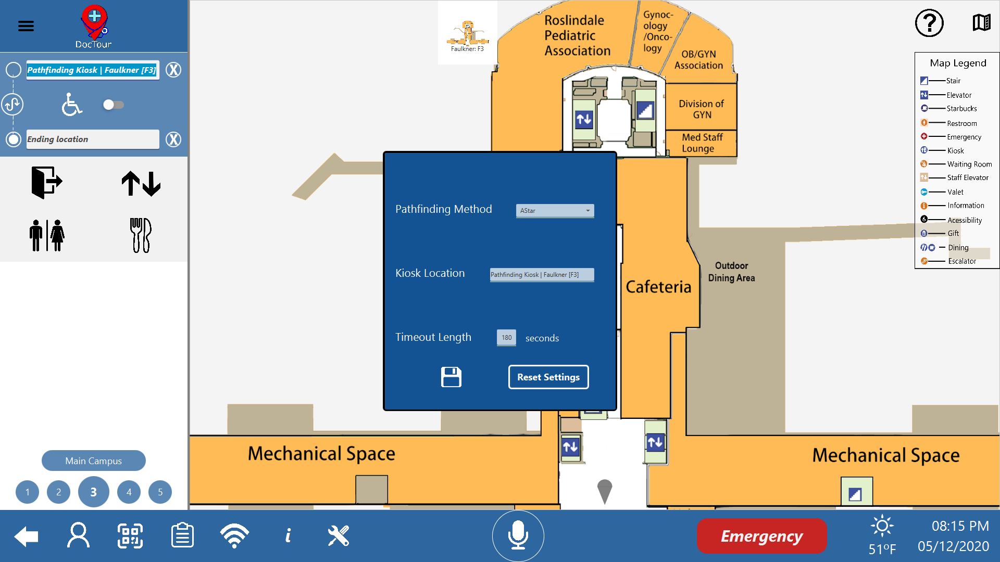 DocTour
Pathfinding Kiosk | Faulkner [F3]
X
Ending location
X
Main Campus
1
2
3
4
5
Faulkner: F3
Roslindale
Pediatric
Association
Gynoc-
ology
/Onco-
logy
OB/GYN
Association
Division of
GYN
Med Staff
Lounge
Cafeteria
Outdoor
Dining Area
Mechanical Space
Mechanical Space
Pathfinding Method
AStar
Kiosk Location
Pathfinding Kiosk | Faulkner [F3]
Timeout Length
180
seconds
Reset Settings
?
Map Legend
Stair
Elevator
Starbucks
Restroom
Emergency
Kiosk
Waiting Room
Staff Elevator
Valet
Information
Acessibility
Gift
Dining
Escalator
i
Emergency
51ºF
08:15 PM
05/12/2020